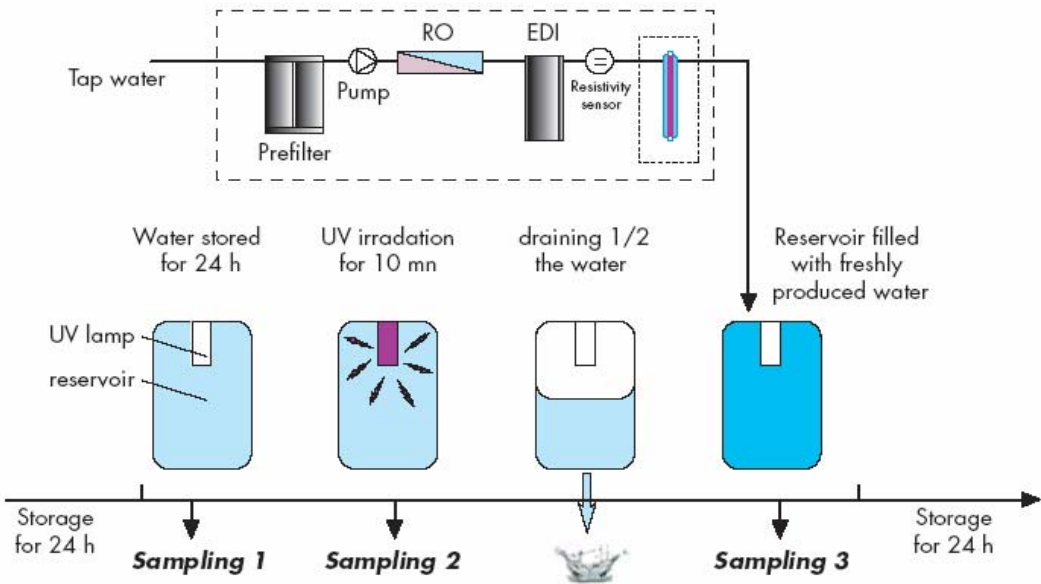 RO
EDI
Tap water
Pump
Resistivity
sensor
Prefilter
Water stored
for 24 h
UV irradation
for 10 mn
draining 1/2
the water
Reservoir filled
with freshly
produced water
UV lamp
reservoir
Storage
for 24 h
Sampling 1
Sampling 2
Sampling 3
Storage
for 24 h